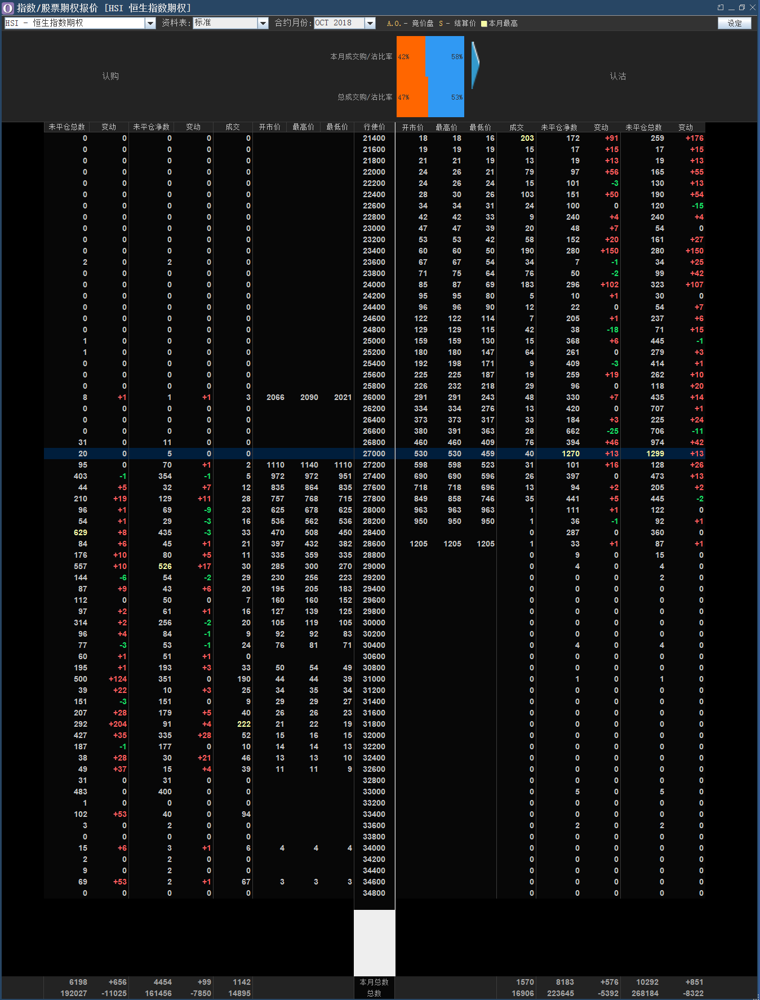 指数/股票期权报价 [HSI 恒生指数期权]
HSI - 恒生指数期权 资料表: 标准 合约月份: OCT 2018 A.O. - 竞价盘 S - 结算价 本月最高 设定
本月成交购/沽比率 42% 58%
认购 认沽
总成交购/沽比率 47% 53%
未平仓总数 变动 未平仓净数 变动 成交 开市价 最高价 最低价 行使价 开市价 最高价 最低价 成交 未平仓净数 变动 未平仓总数 变动
0 0 0 0 0 21400 18 18 16 203 172 +91 259 +176
0 0 0 0 0 21600 19 19 19 15 17 +15 17 +15
0 0 0 0 0 21800 21 21 19 13 19 +13 19 +13
0 0 0 0 0 22000 24 26 21 79 97 +56 165 +55
0 0 0 0 0 22200 24 26 24 15 101 -3 130 +13
0 0 0 0 0 22400 28 30 26 103 151 +50 190 +54
0 0 0 0 0 22600 34 34 31 24 100 0 120 -15
0 0 0 0 0 22800 42 42 33 9 240 +4 240 +4
0 0 0 0 0 23000 47 47 39 20 48 +7 54 0
0 0 0 0 0 23200 53 53 42 58 152 +20 161 +27
0 0 0 0 0 23400 60 60 50 190 280 +150 280 +150
2 0 2 0 0 23600 67 67 54 34 7 -1 34 +25
0 0 0 0 0 23800 71 75 64 76 50 -2 99 +42
0 0 0 0 0 24000 85 87 69 183 296 +102 323 +107
0 0 0 0 0 24200 95 95 80 5 10 +1 30 0
0 0 0 0 0 24400 96 96 90 12 22 0 54 +7
0 0 0 0 0 24600 122 122 114 7 205 +1 237 +6
0 0 0 0 0 24800 129 129 115 42 38 -18 71 +15
1 0 0 0 0 25000 159 159 130 15 368 +6 445 -1
1 0 0 0 0 25200 180 180 147 64 261 0 279 +3
0 0 0 0 0 25400 192 198 171 9 409 -3 414 +1
0 0 0 0 0 25600 225 225 187 19 259 +19 262 +10
0 0 0 0 0 25800 226 232 218 29 96 0 118 +20
8 +1 1 +1 3 2066 2090 2021 26000 291 291 243 48 330 +7 435 +14
0 0 0 0 0 26200 334 334 276 13 420 0 707 +1
0 0 0 0 0 26400 373 373 317 33 184 +3 225 +24
0 0 0 0 0 26600 380 391 363 28 662 -25 706 -11
31 0 11 0 0 26800 460 460 409 76 394 +46 974 +42
20 0 5 0 0 27000 530 530 459 40 1270 +13 1299 +13
95 0 70 +1 2 1110 1140 1110 27200 598 598 523 31 101 +16 128 +26
403 -1 354 -1 5 972 972 951 27400 690 690 596 26 397 0 473 +13
44 +5 32 +7 12 835 864 835 27600 718 718 696 13 94 +2 205 +2
210 +19 129 +11 28 757 768 715 27800 849 858 746 35 441 +5 445 -2
96 +1 69 -9 23 625 678 625 28000 963 963 963 1 111 +1 122 0
54 +1 29 -3 16 536 562 536 28200 950 950 950 1 36 -1 92 +1
629 +8 435 -3 33 470 508 450 28400 0 287 0 360 0
84 +6 45 +1 21 397 432 382 28600 1205 1205 1205 1 33 +1 87 +1
176 +10 80 +5 11 335 359 335 28800 0 9 0 15 0
557 +10 526 +17 30 285 300 270 29000 0 4 0 4 0
144 -6 54 -2 29 230 256 223 29200 0 0 0 2 0
87 +9 43 +6 20 195 205 183 29400 0 0 0 0 0
112 0 50 0 7 160 160 152 29600 0 0 0 0 0
97 +2 61 +1 16 127 139 125 29800 0 0 0 0 0
314 +2 256 -2 20 105 119 105 30000 0 0 0 0 0
96 +4 84 -1 9 92 92 83 30200 0 0 0 0 0
77 -3 53 -1 24 76 81 71 30400 0 4 0 4 0
60 +1 51 +1 0 30600 0 0 0 0 0
195 +1 193 +3 33 50 54 49 30800 0 0 0 0 0
500 +124 351 0 190 44 44 39 31000 0 1 0 1 0
39 +22 10 +3 25 34 35 34 31200 0 0 0 0 0
151 -3 151 0 9 29 29 27 31400 0 0 0 0 0
207 +28 179 +5 40 26 26 23 31600 0 0 0 0 0
292 +204 91 +4 222 21 22 19 31800 0 0 0 0 0
427 +35 335 +28 52 15 16 15 32000 0 0 0 0 0
187 -1 177 0 10 14 14 13 32200 0 0 0 0 0
38 +28 30 +21 46 13 13 10 32400 0 0 0 0 0
49 +37 15 +4 39 11 11 9 32600 0 0 0 0 0
31 0 31 0 0 32800 0 0 0 0 0
483 0 400 0 0 33000 0 5 0 5 0
1 0 0 0 0 33200 0 0 0 0 0
102 +53 40 0 94 33400 0 0 0 0 0
3 0 2 0 0 33600 0 2 0 2 0
0 0 0 0 0 33800 0 0 0 0 0
15 +6 3 +1 6 4 4 4 34000 0 0 0 0 0
2 0 2 0 0 34200 0 0 0 0 0
9 0 2 0 0 34400 0 0 0 0 0
69 +53 2 +1 67 3 3 3 34600 0 0 0 0 0
0 0 0 0 0 34800 0 0 0 0 0
6198 +656 4454 +99 1142 本月总数 1570 8183 +576 10292 +851
192027 -11025 161456 -7850 14895 总数 16906 223645 -5392 268184 -8322